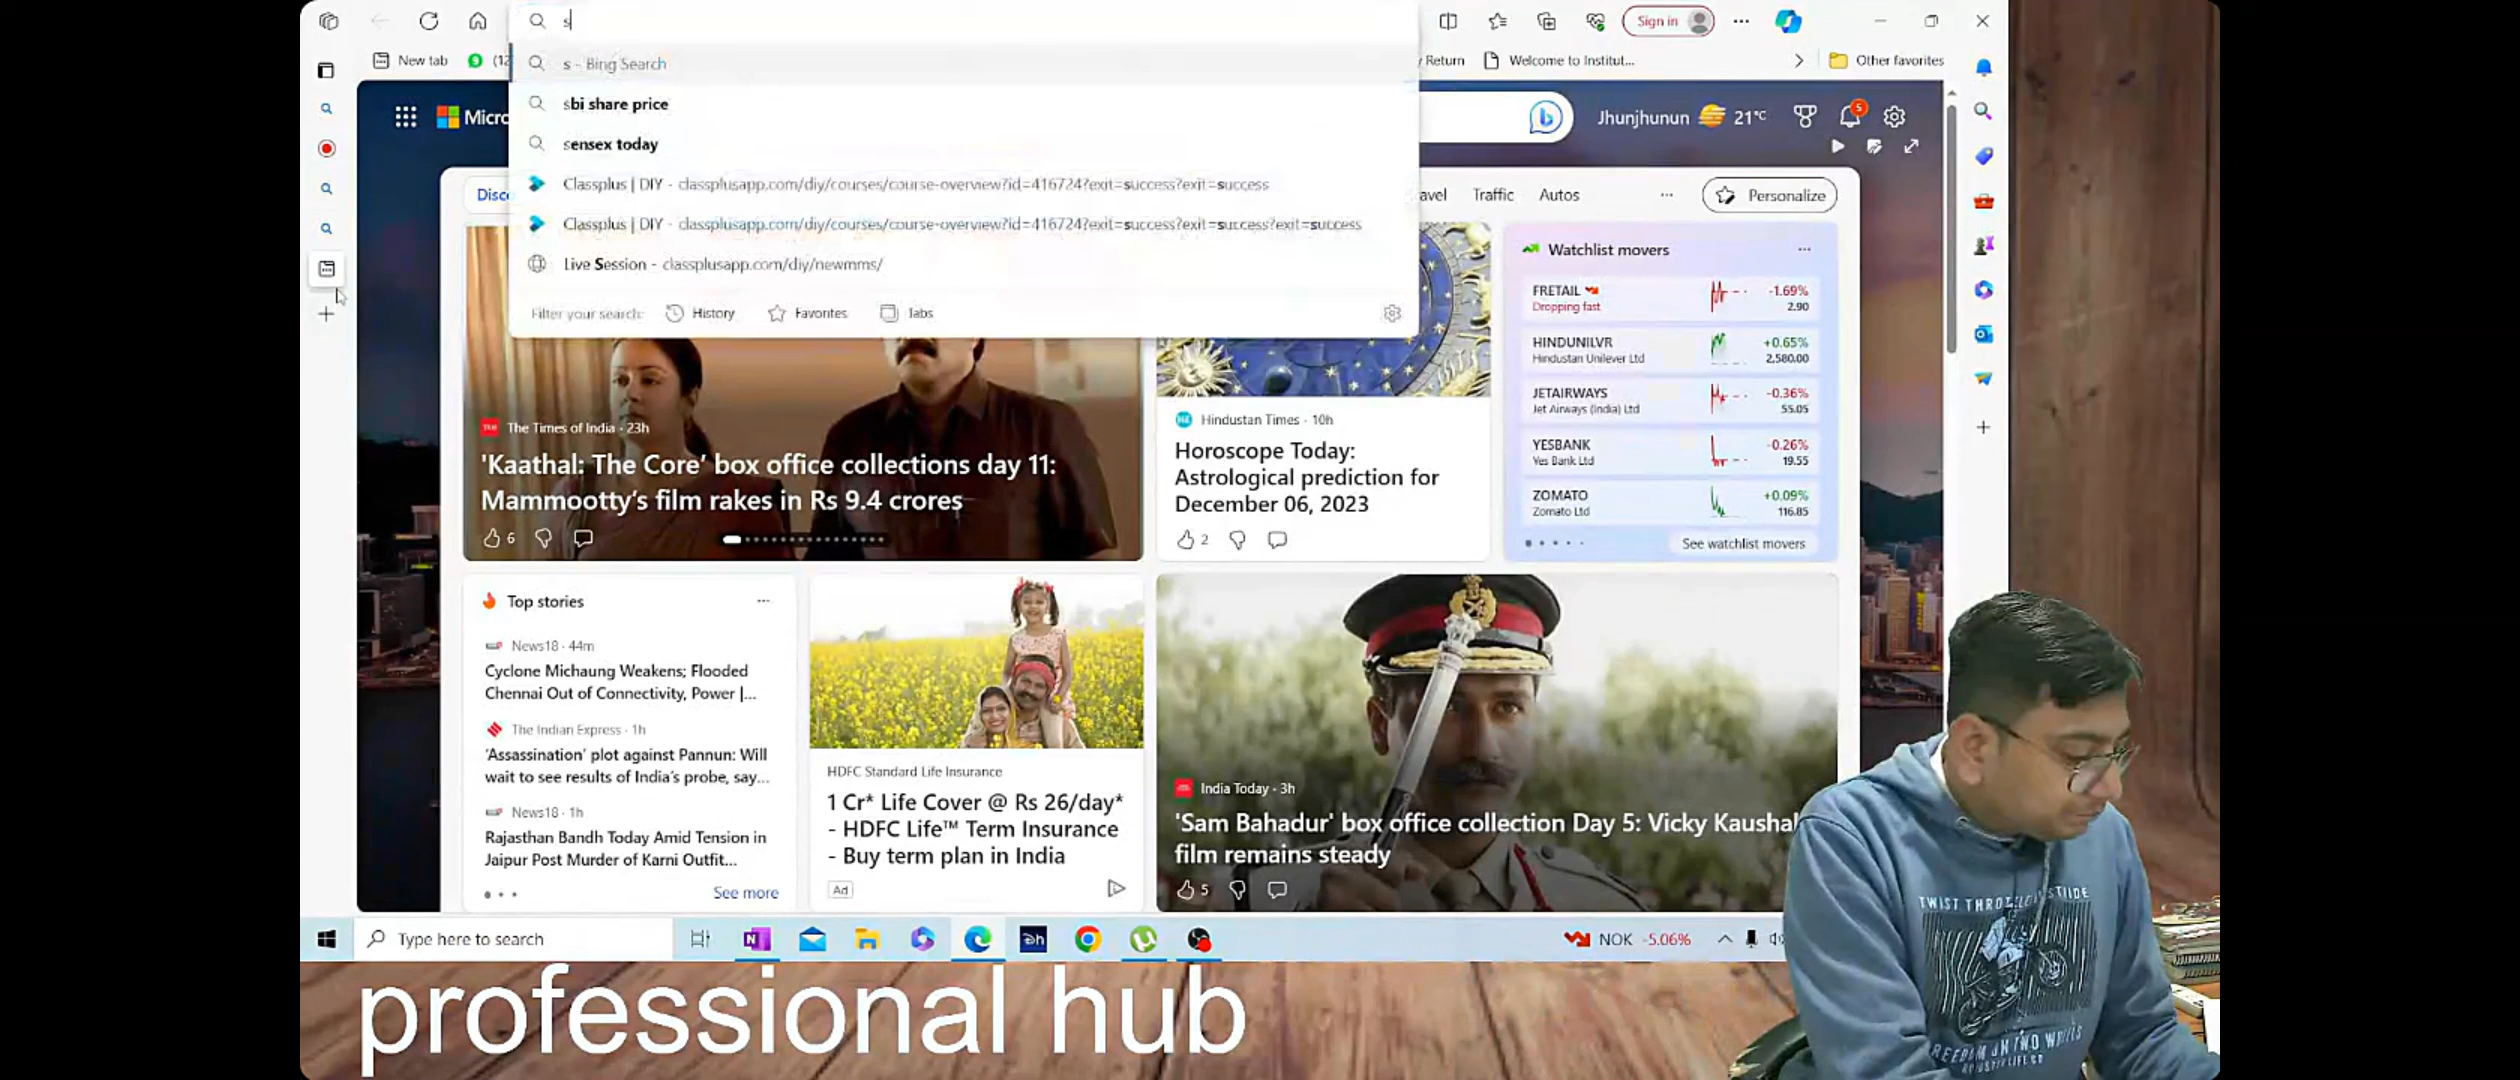 s
Sign in
s - Bing Search
New tab
(12
Return
Welcome to Institut...
Other favorites
sbi share price
Micro
Jhunjhunun
21°C
5
sensex today
Classplus | DIY - classplusapp.com/diy/courses/course-overview?id=416724?exit=success?exit=success
Disc
avel
Traffic
Autos
Personalize
Classplus | DIY - classplusapp.com/diy/courses/course-overview?id=416724?exit=success?exit=success?exit=success
Live Session - classplusapp.com/diy/newmms/
Filter your search:
History
Favorites
Tabs
Watchlist movers
FRETAIL
-1.69%
Dropping fast
2.90
HINDUNILVR
+0.65%
Hindustan Unilever Ltd
2,580.00
JETAIRWAYS
-0.36%
Jet Airways (India) Ltd
55.05
YESBANK
-0.26%
Yes Bank Ltd
19.55
ZOMATO
+0.09%
Zomato Ltd
116.85
See watchlist movers
The Times of India · 23h
'Kaathal: The Core' box office collections day 11:
Mammootty's film rakes in Rs 9.4 crores
6
Hindustan Times · 10h
Horoscope Today:
Astrological prediction for
December 06, 2023
2
Top stories
News18 · 44m
Cyclone Michaung Weakens; Flooded
Chennai Out of Connectivity, Power |...
The Indian Express · 1h
'Assassination' plot against Pannun: Will
wait to see results of India's probe, say...
News18 · 1h
Rajasthan Bandh Today Amid Tension in
Jaipur Post Murder of Karni Outfit...
See more
HDFC Standard Life Insurance
1 Cr* Life Cover @ Rs 26/day*
- HDFC Life™ Term Insurance
- Buy term plan in India
Ad
India Today · 3h
'Sam Bahadur' box office collection Day 5: Vicky Kaushal
film remains steady
5
Type here to search
NOK -5.06%
professional hub